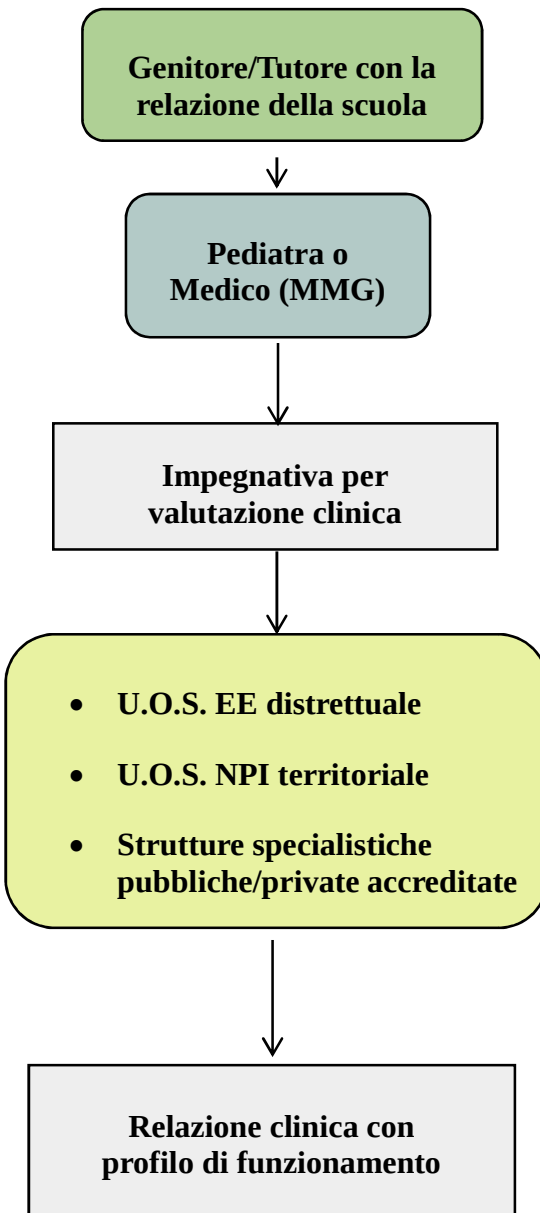 Genitore/Tutore con la
relazione della scuola
Pediatra o
Medico (MMG)
Impegnativa per
valutazione clinica
• U.O.S. EE distrettuale
• U.O.S. NPI territoriale
• Strutture specialistiche
pubbliche/private accreditate
Relazione clinica con
profilo di funzionamento